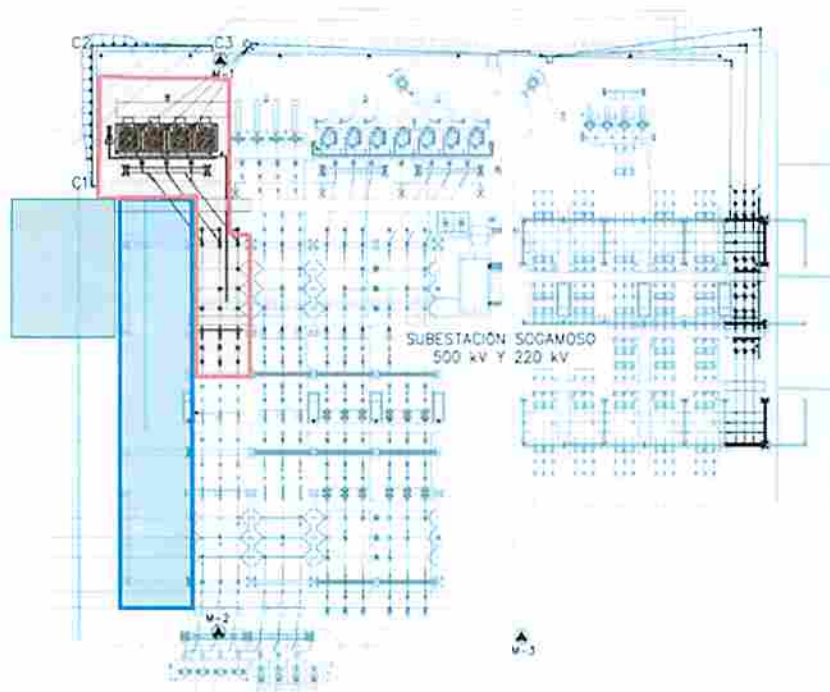 C2
C3
M-1
C1
SUBESTACIÓN SOGAMOSO
500 kV Y 220 kV
M-2
M-3